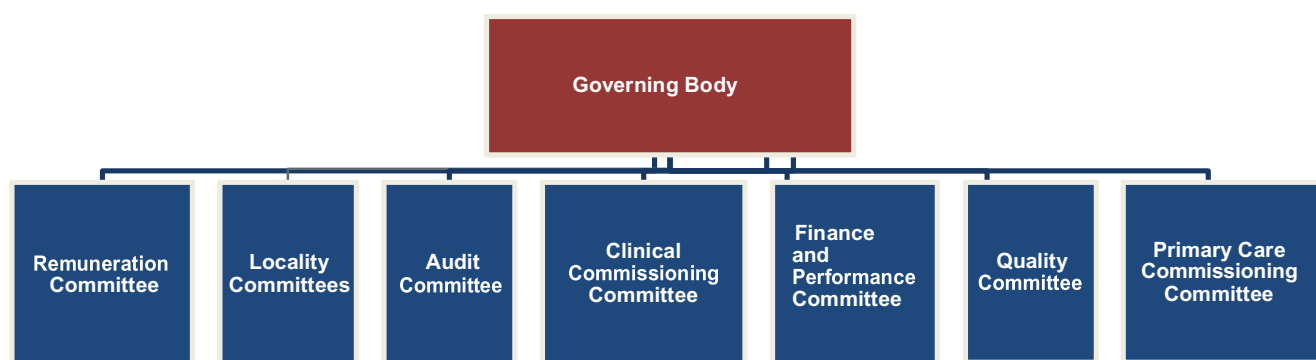 Governing Body
Remuneration
Committee
Locality
Committees
Audit
Committee
Clinical
Commissioning
Committee
Finance
and
Performance
Committee
Quality
Committee
Primary Care
Commissioning
Committee